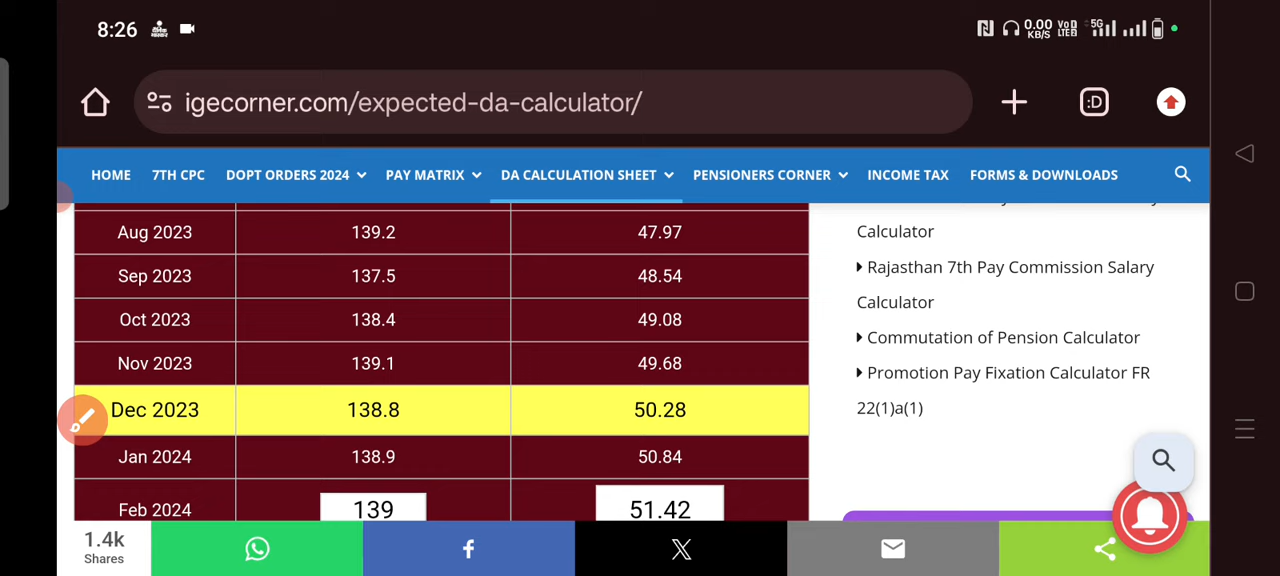 8:26
0.00 KB/S VoD LTE 5G
igecorner.com/expected-da-calculator/
:D
HOME 7TH CPC DOPT ORDERS 2024 PAY MATRIX DA CALCULATION SHEET PENSIONERS CORNER INCOME TAX FORMS & DOWNLOADS
Aug 2023 139.2 47.97
Sep 2023 137.5 48.54
Oct 2023 138.4 49.08
Nov 2023 139.1 49.68
Dec 2023 138.8 50.28
Jan 2024 138.9 50.84
Feb 2024 139 51.42
Calculator
Rajasthan 7th Pay Commission Salary
Calculator
Commutation of Pension Calculator
Promotion Pay Fixation Calculator FR
22(1)a(1)
1.4k
Shares